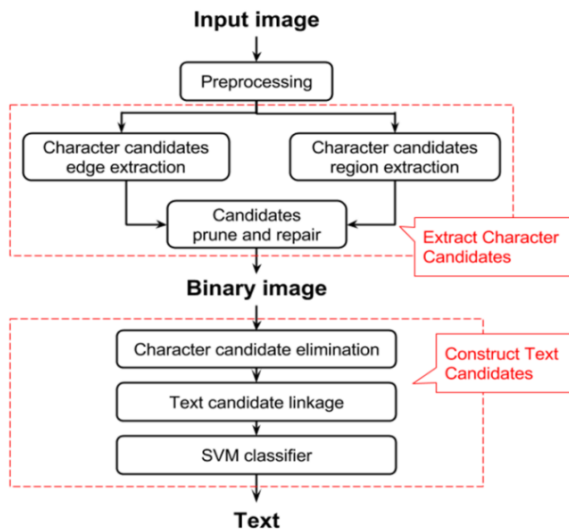 Input image
Preprocessing
Character candidates
edge extraction
Character candidates
region extraction
Candidates
prune and repair
Extract Character
Candidates
Binary image
Character candidate elimination
Construct Text
Candidates
Text candidate linkage
SVM classifier
Text